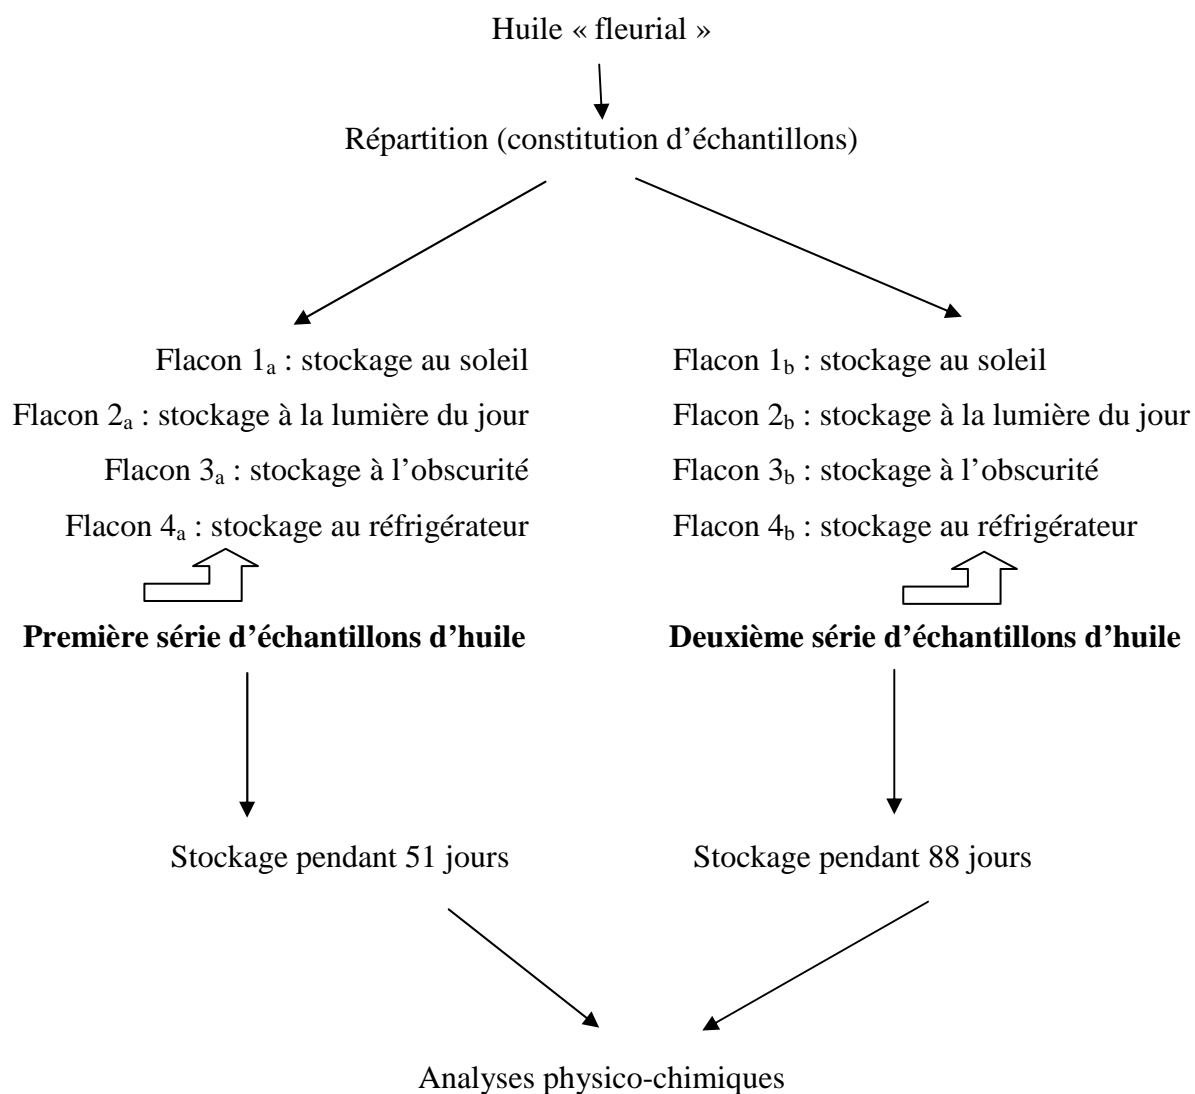 Huile « fleurial »
Répartition (constitution d’échantillons)
Flacon 1a : stockage au soleil
Flacon 2a : stockage à la lumière du jour
Flacon 3a : stockage à l’obscurité
Flacon 4a : stockage au réfrigérateur
Première série d’échantillons d’huile
Stockage pendant 51 jours
Flacon 1b : stockage au soleil
Flacon 2b : stockage à la lumière du jour
Flacon 3b : stockage à l’obscurité
Flacon 4b : stockage au réfrigérateur
Deuxième série d’échantillons d’huile
Stockage pendant 88 jours
Analyses physico-chimiques